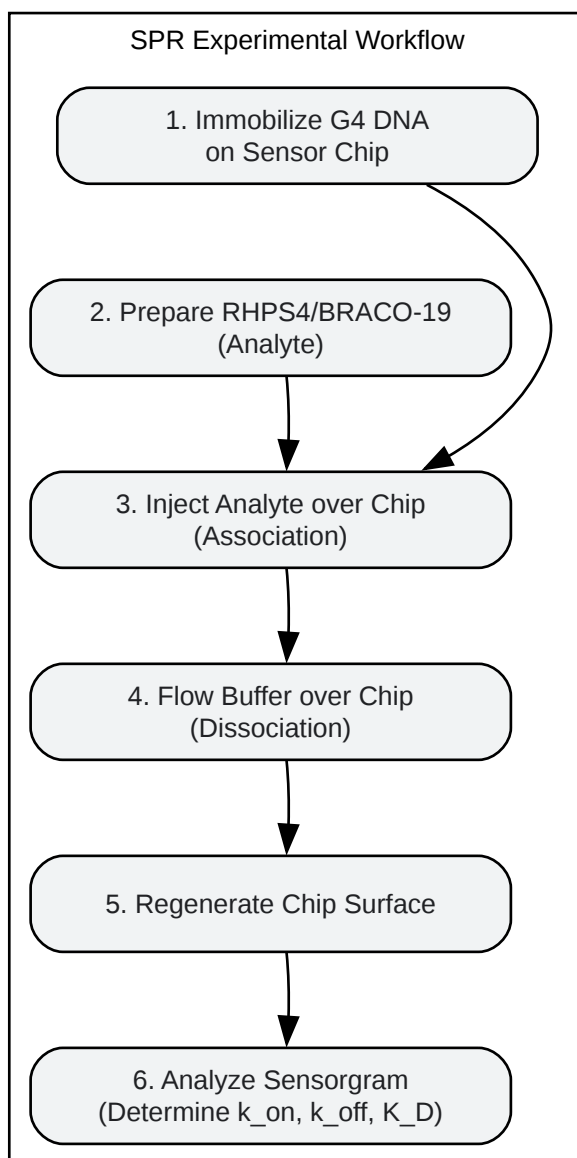 SPR Experimental Workflow
1. Immobilize G4 DNA
on Sensor Chip
2. Prepare RHPS4/BRACO-19
(Analyte)
3. Inject Analyte over Chip
(Association)
4. Flow Buffer over Chip
(Dissociation)
5. Regenerate Chip Surface
6. Analyze Sensorgram
(Determine k_on, k_off, K_D)